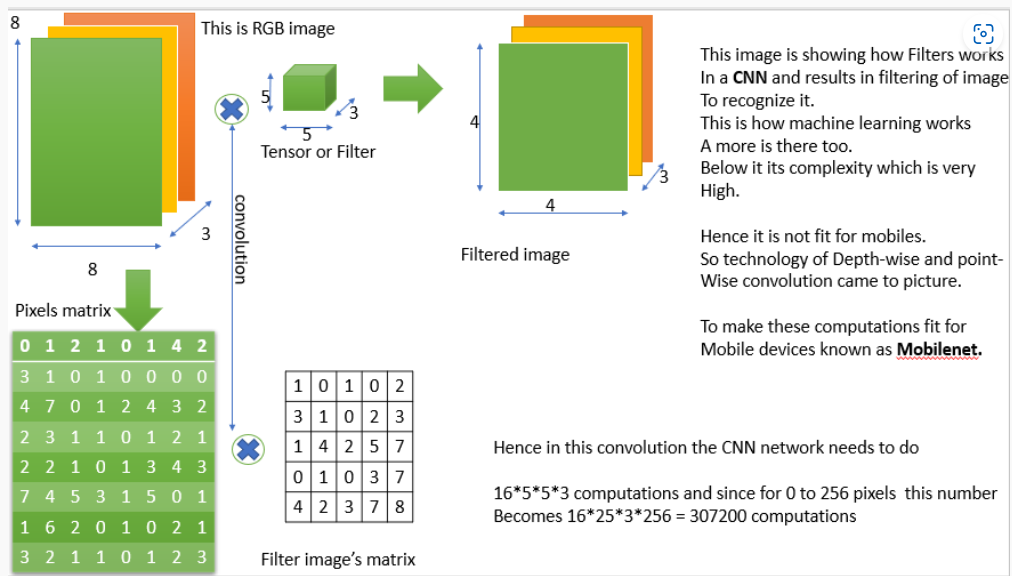 8
This is RGB image
5
3
5
Tensor or Filter
4
3
4
Filtered image
3
8
convolution
Pixels matrix
0 1 2 1 0 1 4 2
3 1 0 1 0 0 0 0
4 7 0 1 2 4 3 2
2 3 1 1 0 1 2 1
2 2 1 0 1 3 4 3
7 4 5 3 1 5 0 1
1 6 2 0 1 0 2 1
3 2 1 1 0 1 2 3
1 0 1 0 2
3 1 0 2 3
1 4 2 5 7
0 1 0 3 7
4 2 3 7 8
Filter image's matrix
This image is showing how Filters works
In a CNN and results in filtering of image
To recognize it.
This is how machine learning works
A more is there too.
Below it its complexity which is very
High.
Hence it is not fit for mobiles.
So technology of Depth-wise and point-
Wise convolution came to picture.
To make these computations fit for
Mobile devices known as Mobilenet.
Hence in this convolution the CNN network needs to do
16*5*5*3 computations and since for 0 to 256 pixels this number
Becomes 16*25*3*256 = 307200 computations